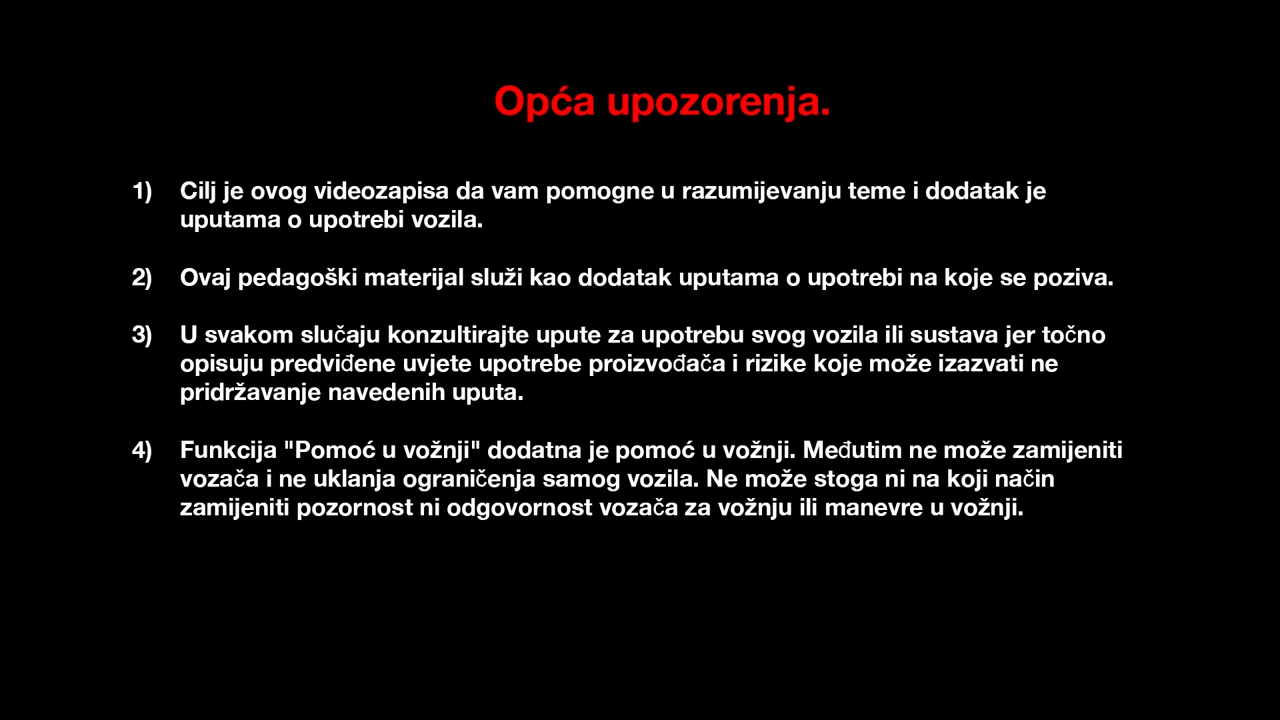 Opća upozorenja.
1) Cilj je ovog videozapisa da vam pomogne u razumijevanju teme i dodatak je
uputama o upotrebi vozila.
2) Ovaj pedagoški materijal služi kao dodatak uputama o upotrebi na koje se poziva.
3) U svakom slučaju konzultirajte upute za upotrebu svog vozila ili sustava jer točno
opisuju predviđene uvjete upotrebe proizvođača i rizike koje može izazvati ne
pridržavanje navedenih uputa.
4) Funkcija "Pomoć u vožnji" dodatna je pomoć u vožnji. Međutim ne može zamijeniti
vozača i ne uklanja ograničenja samog vozila. Ne može stoga ni na koji način
zamijeniti pozornost ni odgovornost vozača za vožnju ili manevre u vožnji.